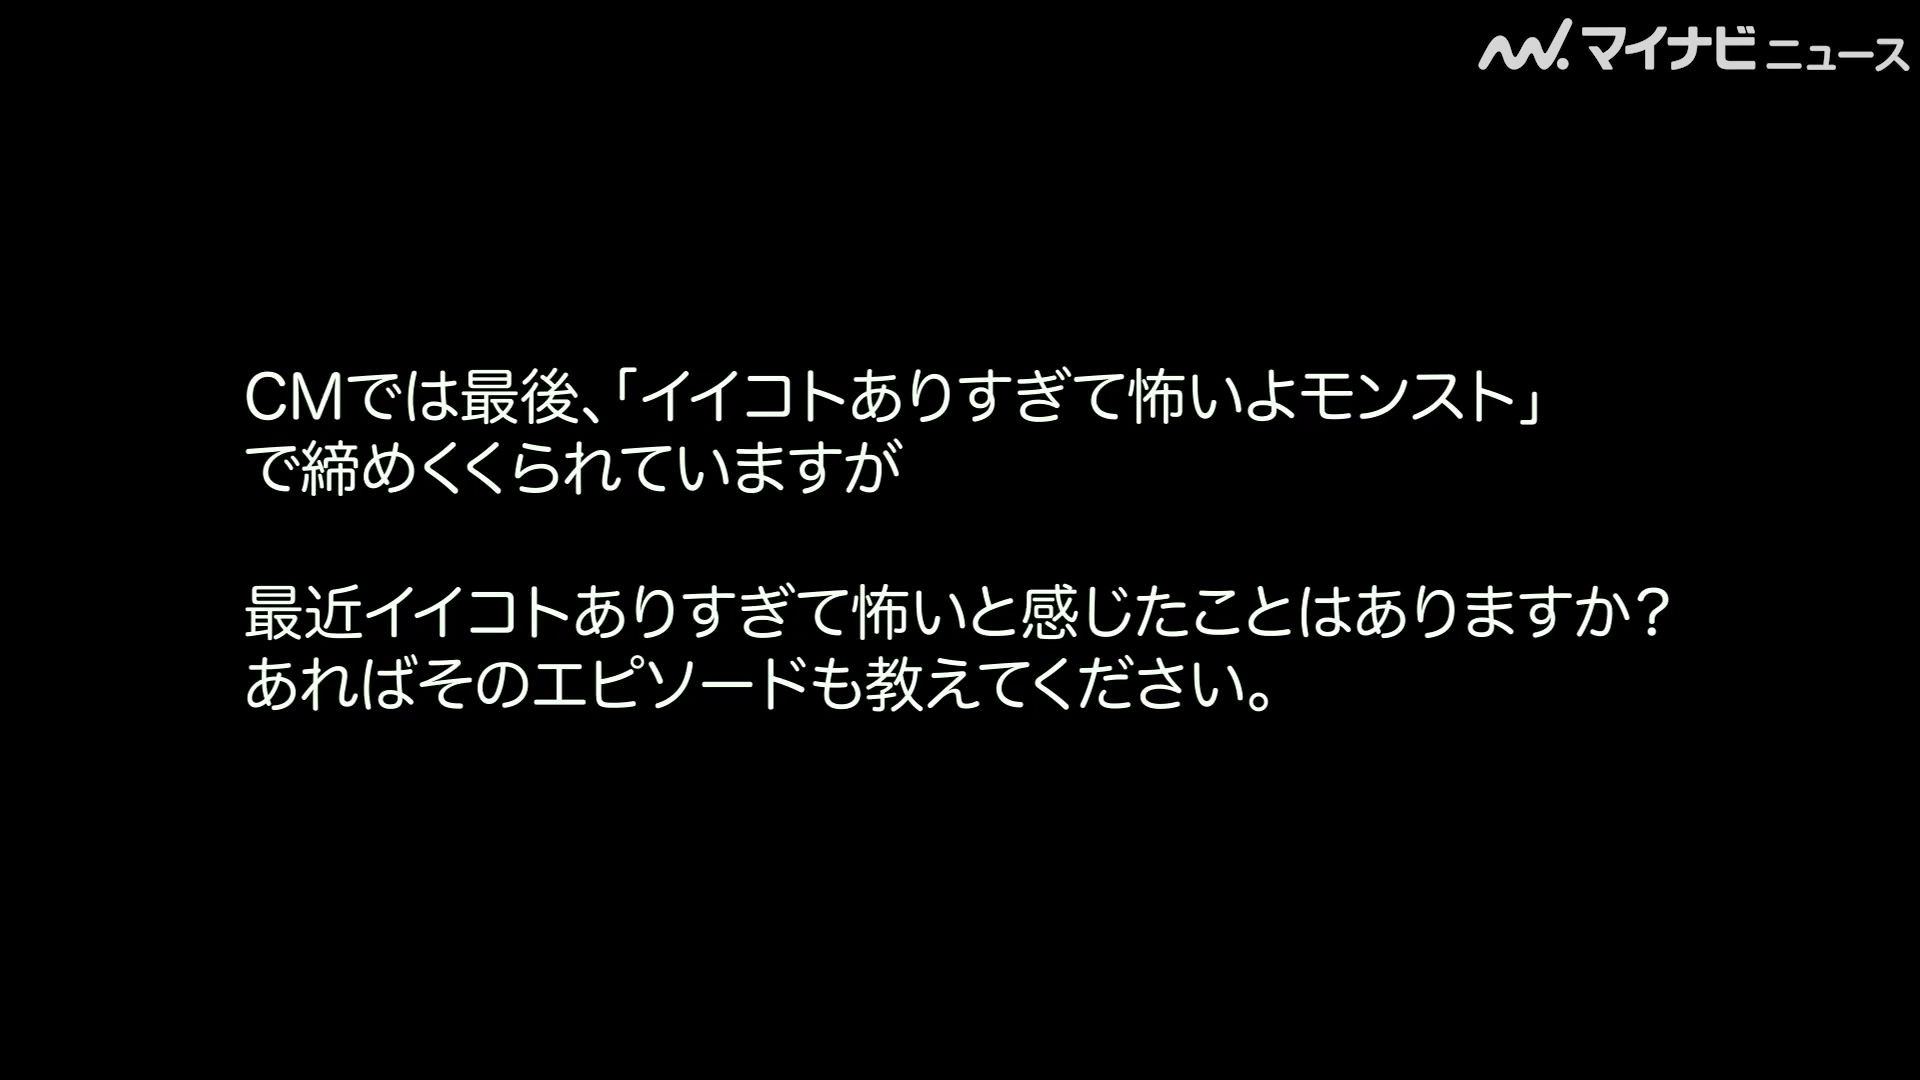 マイナビニュース
CMでは最後、「イイコトありすぎて怖いよモンスト」
で締めくくられていますが
最近イイコトありすぎて怖いと感じたことはありますか?
あればそのエピソードも教えてください。